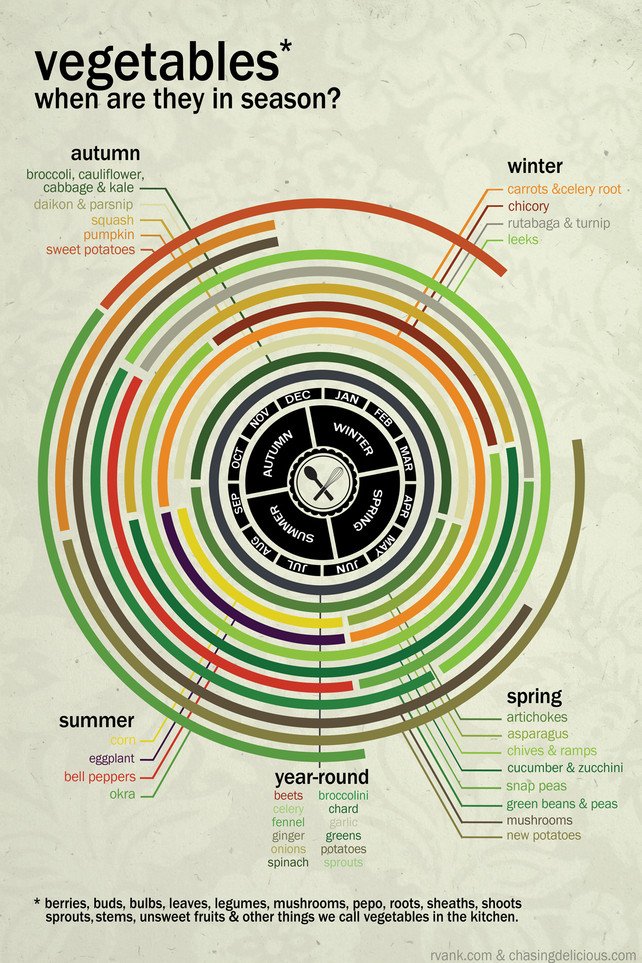 vegetables*
when are they in season?
autumn
broccoli, cauliflower,
cabbage & kale
daikon & parsnip
squash
pumpkin
sweet potatoes
winter
carrots &celery root
chicory
rutabaga & turnip
leeks
DEC
JAN
NOV
FEB
OCT
MAR
SEP
APR
AUG
MAY
JUL
JUN
AUTUMN
WINTER
SUMMER
SPRING
spring
artichokes
asparagus
chives & ramps
cucumber & zucchini
snap peas
green beans & peas
mushrooms
new potatoes
summer
corn
eggplant
bell peppers
okra
year-round
beets broccolini
celery chard
fennel garlic
ginger greens
onions potatoes
spinach sprouts
* berries, buds, bulbs, leaves, legumes, mushrooms, pepo, roots, sheaths, shoots
sprouts, stems, unsweet fruits & other things we call vegetables in the kitchen.
rvank.com & chasingdelicious.com